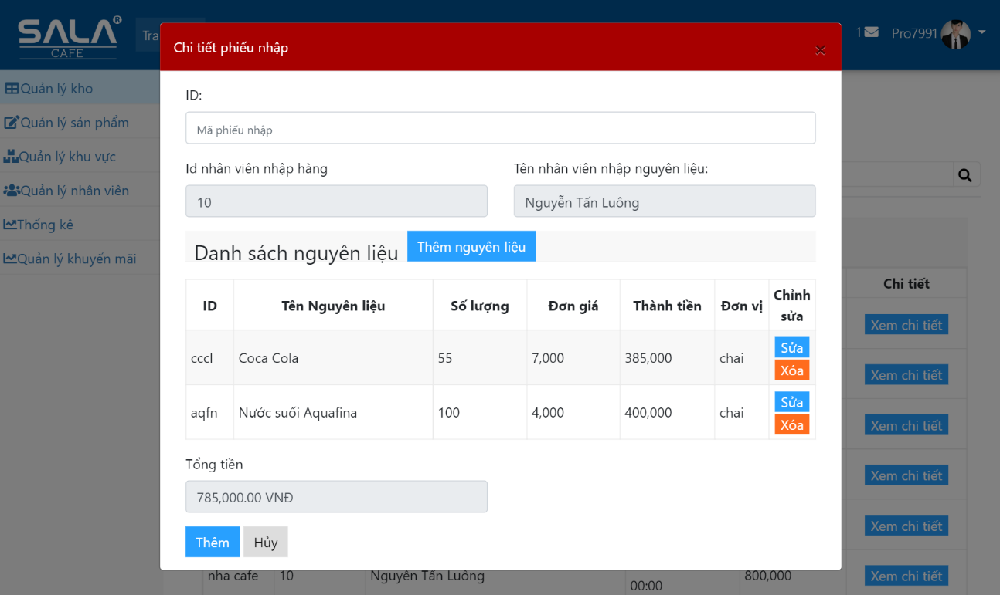 SALA®
CAFE
Tra
1
Pro7991
Quản lý kho
Quản lý sản phẩm
Quản lý khu vực
Quản lý nhân viên
Thống kê
Quản lý khuyến mãi
Chi tiết phiếu nhập
×
ID:
Mã phiếu nhập
Id nhân viên nhập hàng
Tên nhân viên nhập nguyên liệu:
10
Nguyễn Tấn Luông
Danh sách nguyên liệu
Thêm nguyên liệu
ID Tên Nguyên liệu Số lượng Đơn giá Thành tiền Đơn vị Chỉnh sửa
cccl Coca Cola 55 7,000 385,000 chai Sửa Xóa
aqfn Nước suối Aquafina 100 4,000 400,000 chai Sửa Xóa
Tổng tiền
785,000.00 VNĐ
Thêm Hủy
Chi tiết
Xem chi tiết
Xem chi tiết
Xem chi tiết
Xem chi tiết
Xem chi tiết
nha cafe 10 Nguyễn Tấn Luông 800,000 Xem chi tiết
00:00